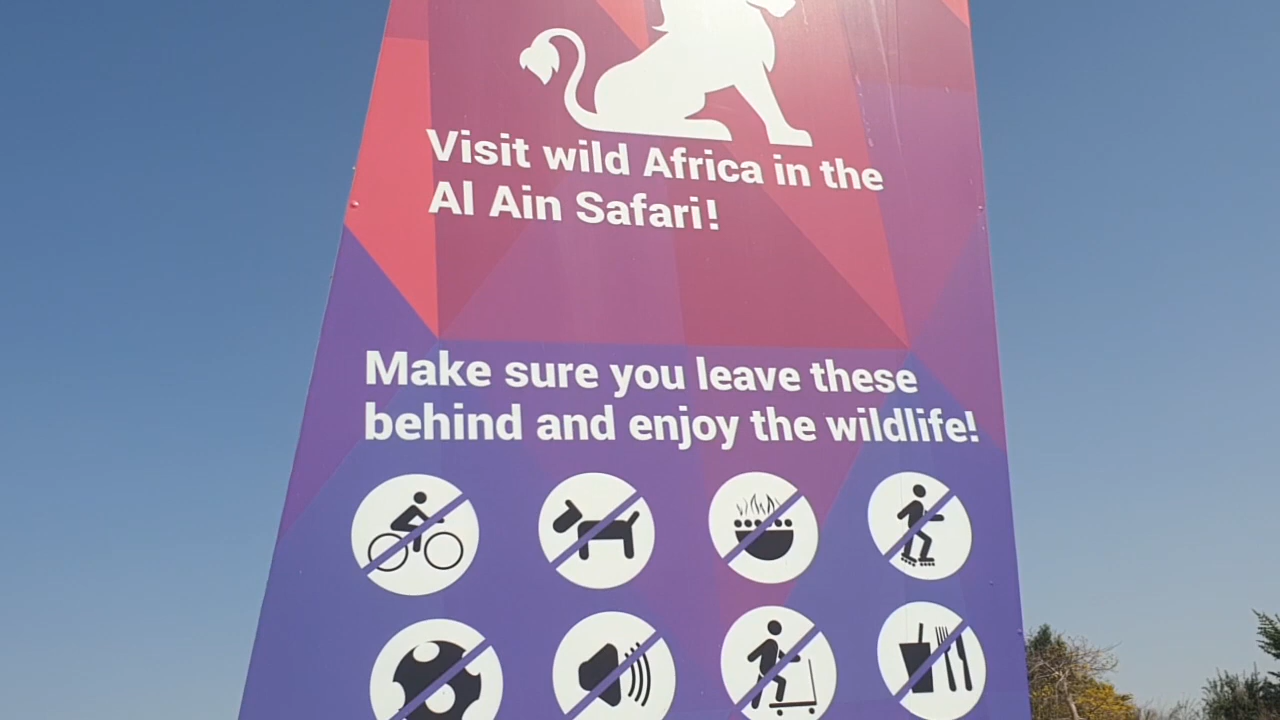 Visit wild Africa in the
Al Ain Safari!
Make sure you leave these
behind and enjoy the wildlife!